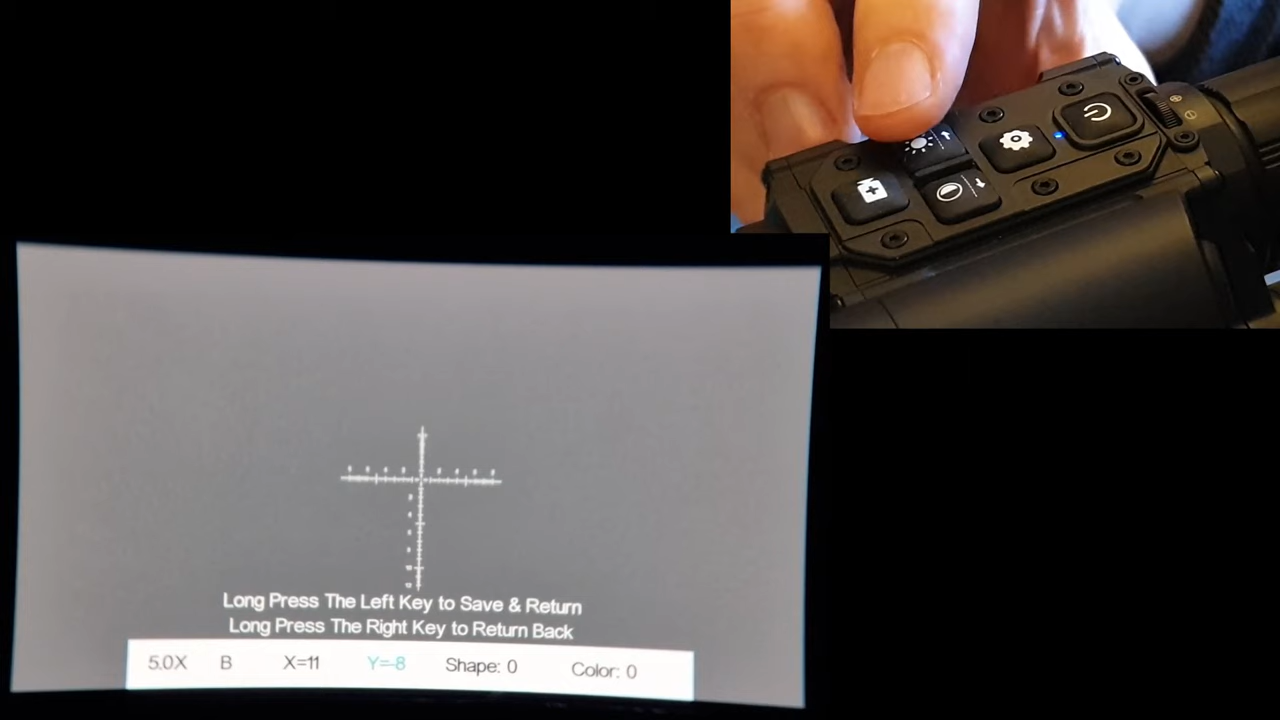 Long Press The Left Key to Save & Return
Long Press The Right Key to Return Back
5.0X B X=11 Y=-8 Shape: 0 Color: 0